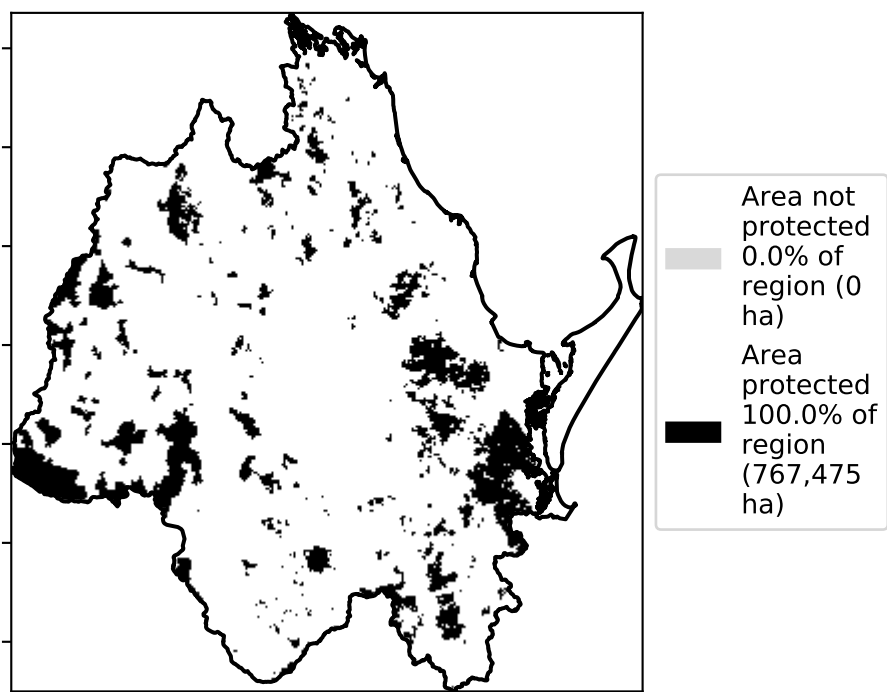 Area not
protected
0.0% of
region (0
ha)
Area
protected
100.0% of
region
(767,475
ha)